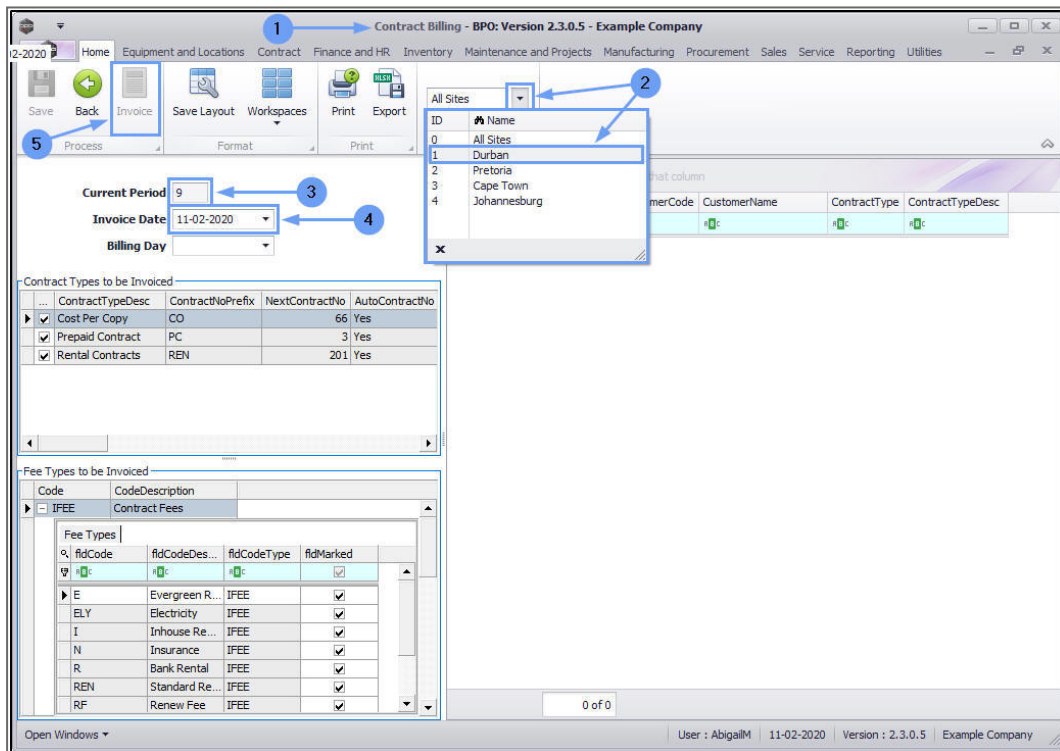 1
Contract Billing - BPO: Version 2.3.0.5 - Example Company
02-2020
Home Equipment and Locations Contract Finance and HR Inventory Maintenance and Projects Manufacturing Procurement Sales Service Reporting Utilities
Save Back Invoice Save Layout Workspaces Print Export
All Sites
2
5
Process Format Print
ID Name
0 All Sites
1 Durban
2 Pretoria
3 Cape Town
4 Johannesburg
that column
Current Period 9
3
Invoice Date 11-02-2020
4
Billing Day
merCode CustomerName ContractType ContractTypeDesc
Contract Types to be Invoiced
... ContractTypeDesc ContractNoPrefix NextContractNo AutoContractNo
Cost Per Copy CO 66 Yes
Prepaid Contract PC 3 Yes
Rental Contracts REN 201 Yes
Fee Types to be Invoiced
Code CodeDescription
IFEE Contract Fees
Fee Types
fldCode fldCodeDes... fldCodeType fldMarked
E Evergreen R... IFEE
ELY Electricity IFEE
I Inhouse Re... IFEE
N Insurance IFEE
R Bank Rental IFEE
REN Standard Re... IFEE
RF Renew Fee IFEE
0 of 0
Open Windows
User : AbigailM 11-02-2020 Version : 2.3.0.5 Example Company